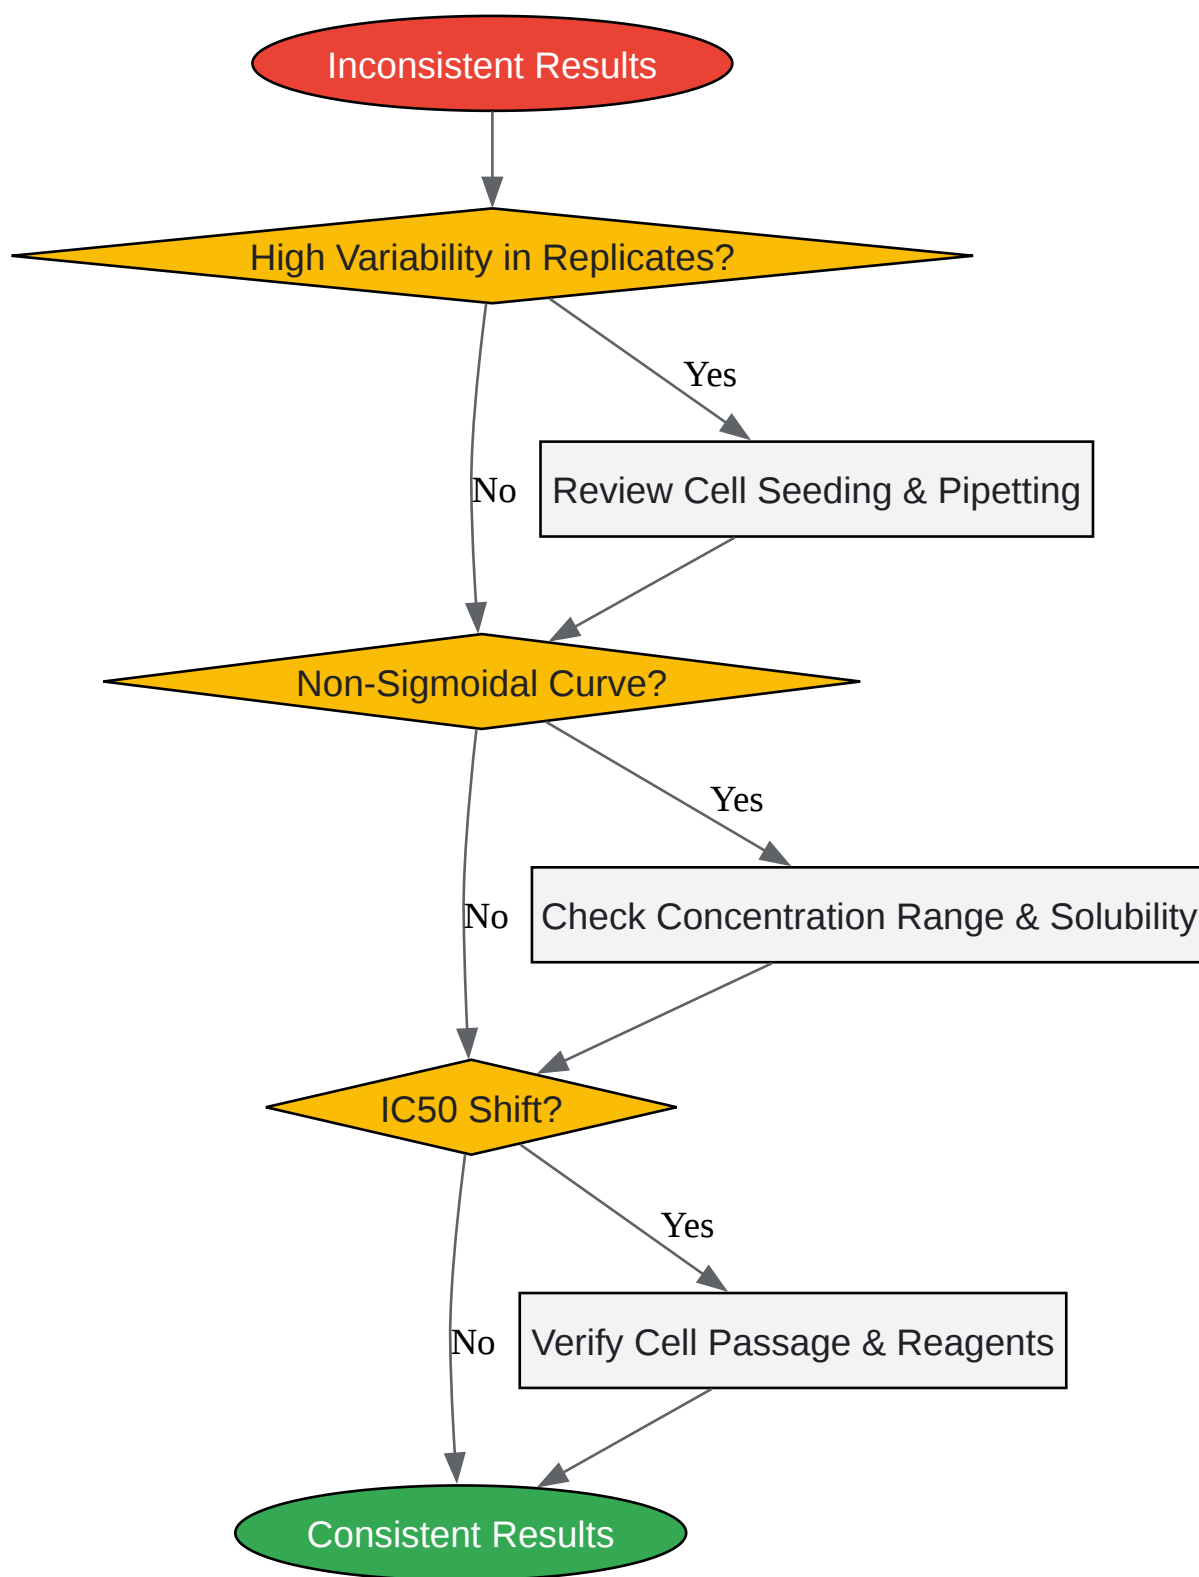 Inconsistent Results
High Variability in Replicates?
Yes
No
Review Cell Seeding & Pipetting
Non-Sigmoidal Curve?
Yes
No
Check Concentration Range & Solubility
IC50 Shift?
Yes
No
Verify Cell Passage & Reagents
Consistent Results